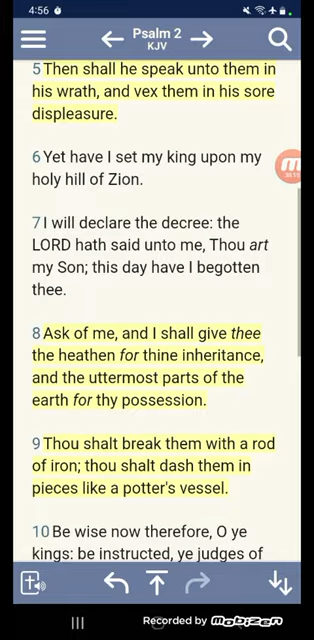 4:56
Psalm 2
KJV
5 Then shall he speak unto them in
his wrath, and vex them in his sore
displeasure.
6 Yet have I set my king upon my
holy hill of Zion.
7 I will declare the decree: the
LORD hath said unto me, Thou art
my Son; this day have I begotten
thee.
8 Ask of me, and I shall give thee
the heathen for thine inheritance,
and the uttermost parts of the
earth for thy possession.
9 Thou shalt break them with a rod
of iron; thou shalt dash them in
pieces like a potter's vessel.
10 Be wise now therefore, O ye
kings: be instructed, ye judges of
Recorded by mobizen